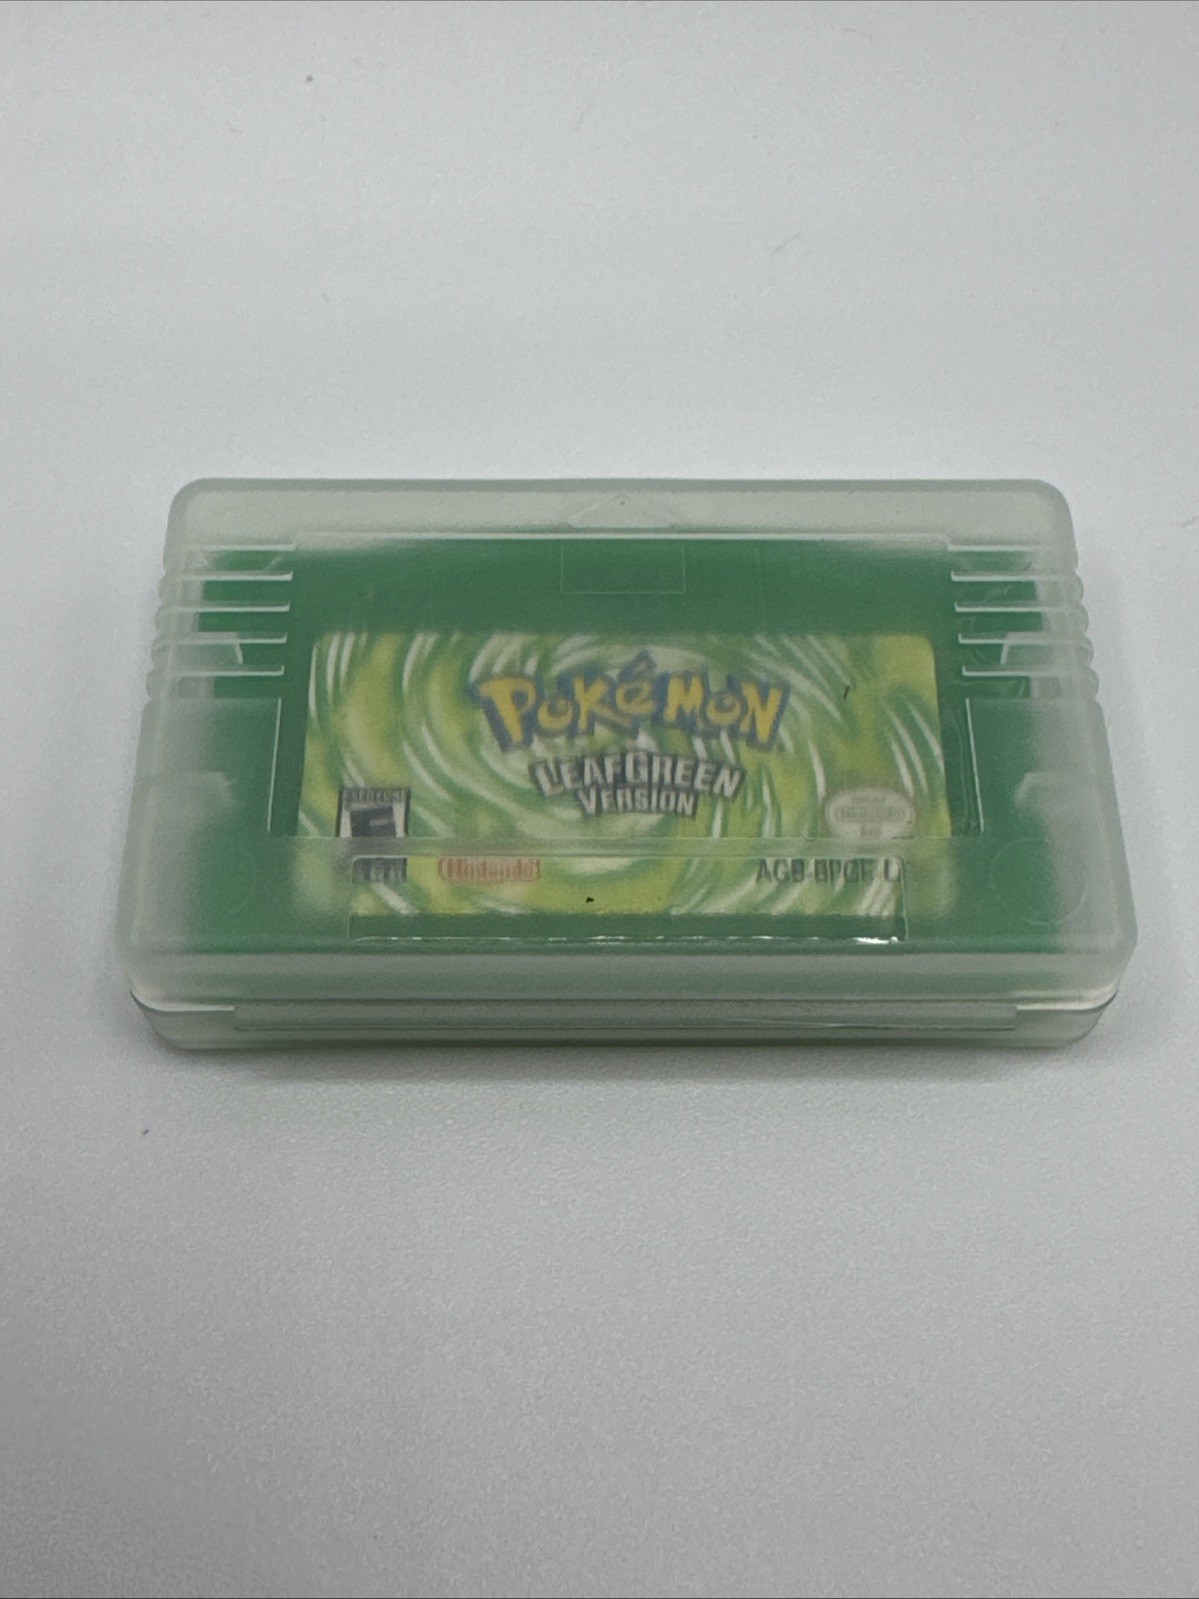 POKéMON
LEAFGREEN
VERSION
EVERYONE
E
Nintendo